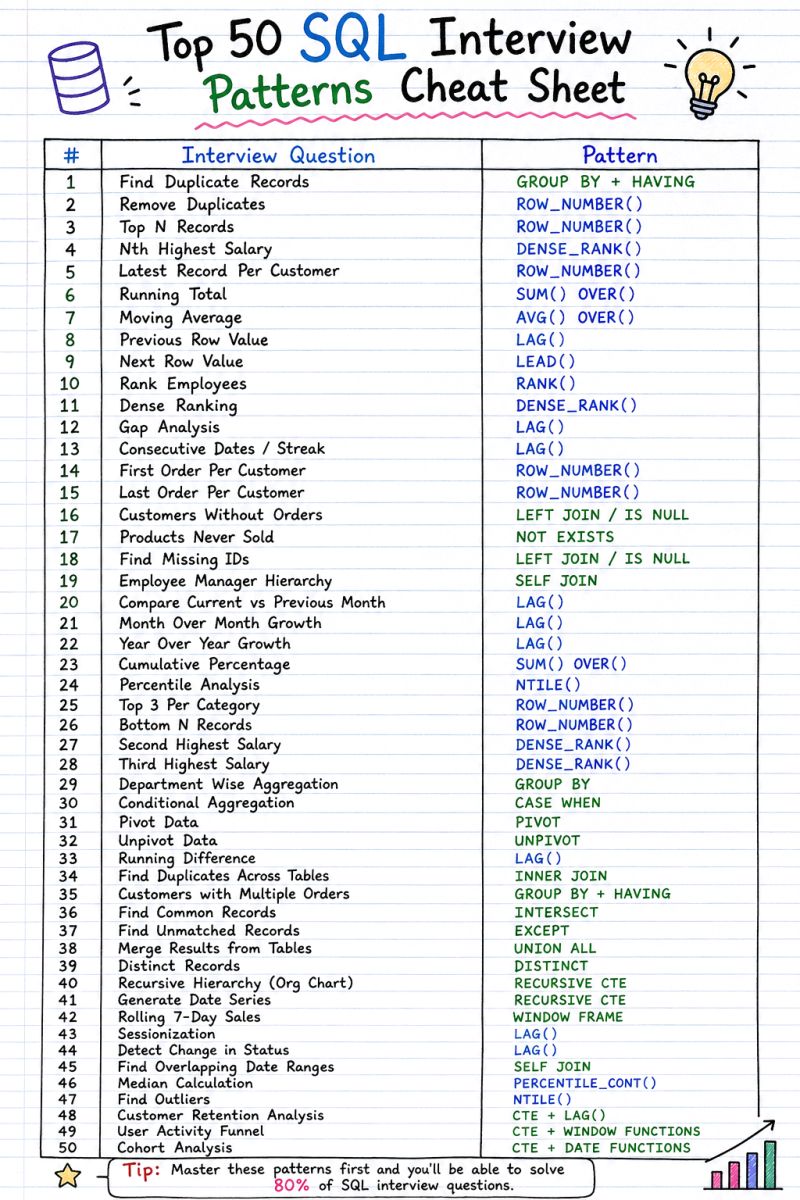 Top 50 SQL Interview
Patterns Cheat Sheet
# Interview Question Pattern
1 Find Duplicate Records GROUP BY + HAVING
2 Remove Duplicates ROW_NUMBER()
3 Top N Records ROW_NUMBER()
4 Nth Highest Salary DENSE_RANK()
5 Latest Record Per Customer ROW_NUMBER()
6 Running Total SUM() OVER()
7 Moving Average AVG() OVER()
8 Previous Row Value LAG()
9 Next Row Value LEAD()
10 Rank Employees RANK()
11 Dense Ranking DENSE_RANK()
12 Gap Analysis LAG()
13 Consecutive Dates / Streak LAG()
14 First Order Per Customer ROW_NUMBER()
15 Last Order Per Customer ROW_NUMBER()
16 Customers Without Orders LEFT JOIN / IS NULL
17 Products Never Sold NOT EXISTS
18 Find Missing IDs LEFT JOIN / IS NULL
19 Employee Manager Hierarchy SELF JOIN
20 Compare Current vs Previous Month LAG()
21 Month Over Month Growth LAG()
22 Year Over Year Growth LAG()
23 Cumulative Percentage SUM() OVER()
24 Percentile Analysis NTILE()
25 Top 3 Per Category ROW_NUMBER()
26 Bottom N Records ROW_NUMBER()
27 Second Highest Salary DENSE_RANK()
28 Third Highest Salary DENSE_RANK()
29 Department Wise Aggregation GROUP BY
30 Conditional Aggregation CASE WHEN
31 Pivot Data PIVOT
32 Unpivot Data UNPIVOT
33 Running Difference LAG()
34 Find Duplicates Across Tables INNER JOIN
35 Customers with Multiple Orders GROUP BY + HAVING
36 Find Common Records INTERSECT
37 Find Unmatched Records EXCEPT
38 Merge Results from Tables UNION ALL
39 Distinct Records DISTINCT
40 Recursive Hierarchy (Org Chart) RECURSIVE CTE
41 Generate Date Series RECURSIVE CTE
42 Rolling 7-Day Sales WINDOW FRAME
43 Sessionization LAG()
44 Detect Change in Status LAG()
45 Find Overlapping Date Ranges SELF JOIN
46 Median Calculation PERCENTILE_CONT()
47 Find Outliers NTILE()
48 Customer Retention Analysis CTE + LAG()
49 User Activity Funnel CTE + WINDOW FUNCTIONS
50 Cohort Analysis CTE + DATE FUNCTIONS
Tip: Master these patterns first and you'll be able to solve
80% of SQL interview questions.